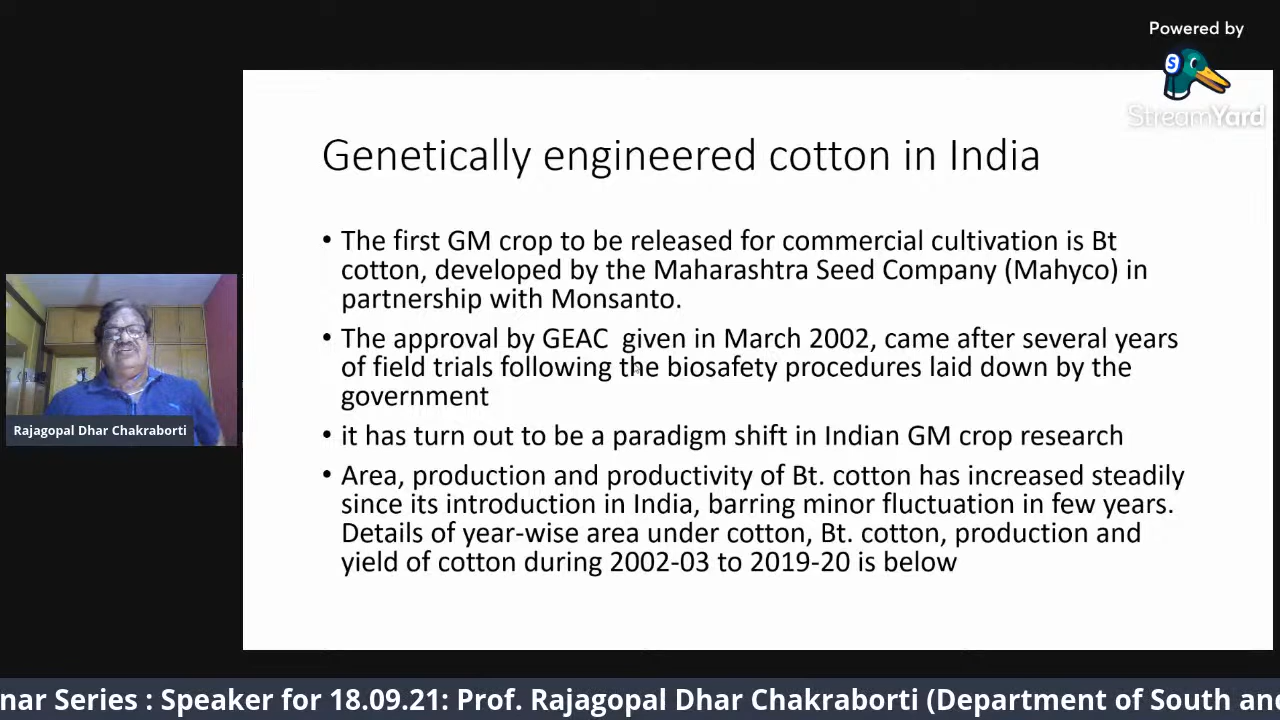 Powered by
S
StreamYard
Genetically engineered cotton in India
• The first GM crop to be released for commercial cultivation is Bt
cotton, developed by the Maharashtra Seed Company (Mahyco) in
partnership with Monsanto.
• The approval by GEAC  given in March 2002, came after several years
of field trials following the biosafety procedures laid down by the
government
• it has turn out to be a paradigm shift in Indian GM crop research
• Area, production and productivity of Bt. cotton has increased steadily
since its introduction in India, barring minor fluctuation in few years.
Details of year-wise area under cotton, Bt. cotton, production and
yield of cotton during 2002-03 to 2019-20 is below
Rajagopal Dhar Chakraborti
nar Series : Speaker for 18.09.21: Prof. Rajagopal Dhar Chakraborti (Department of South and